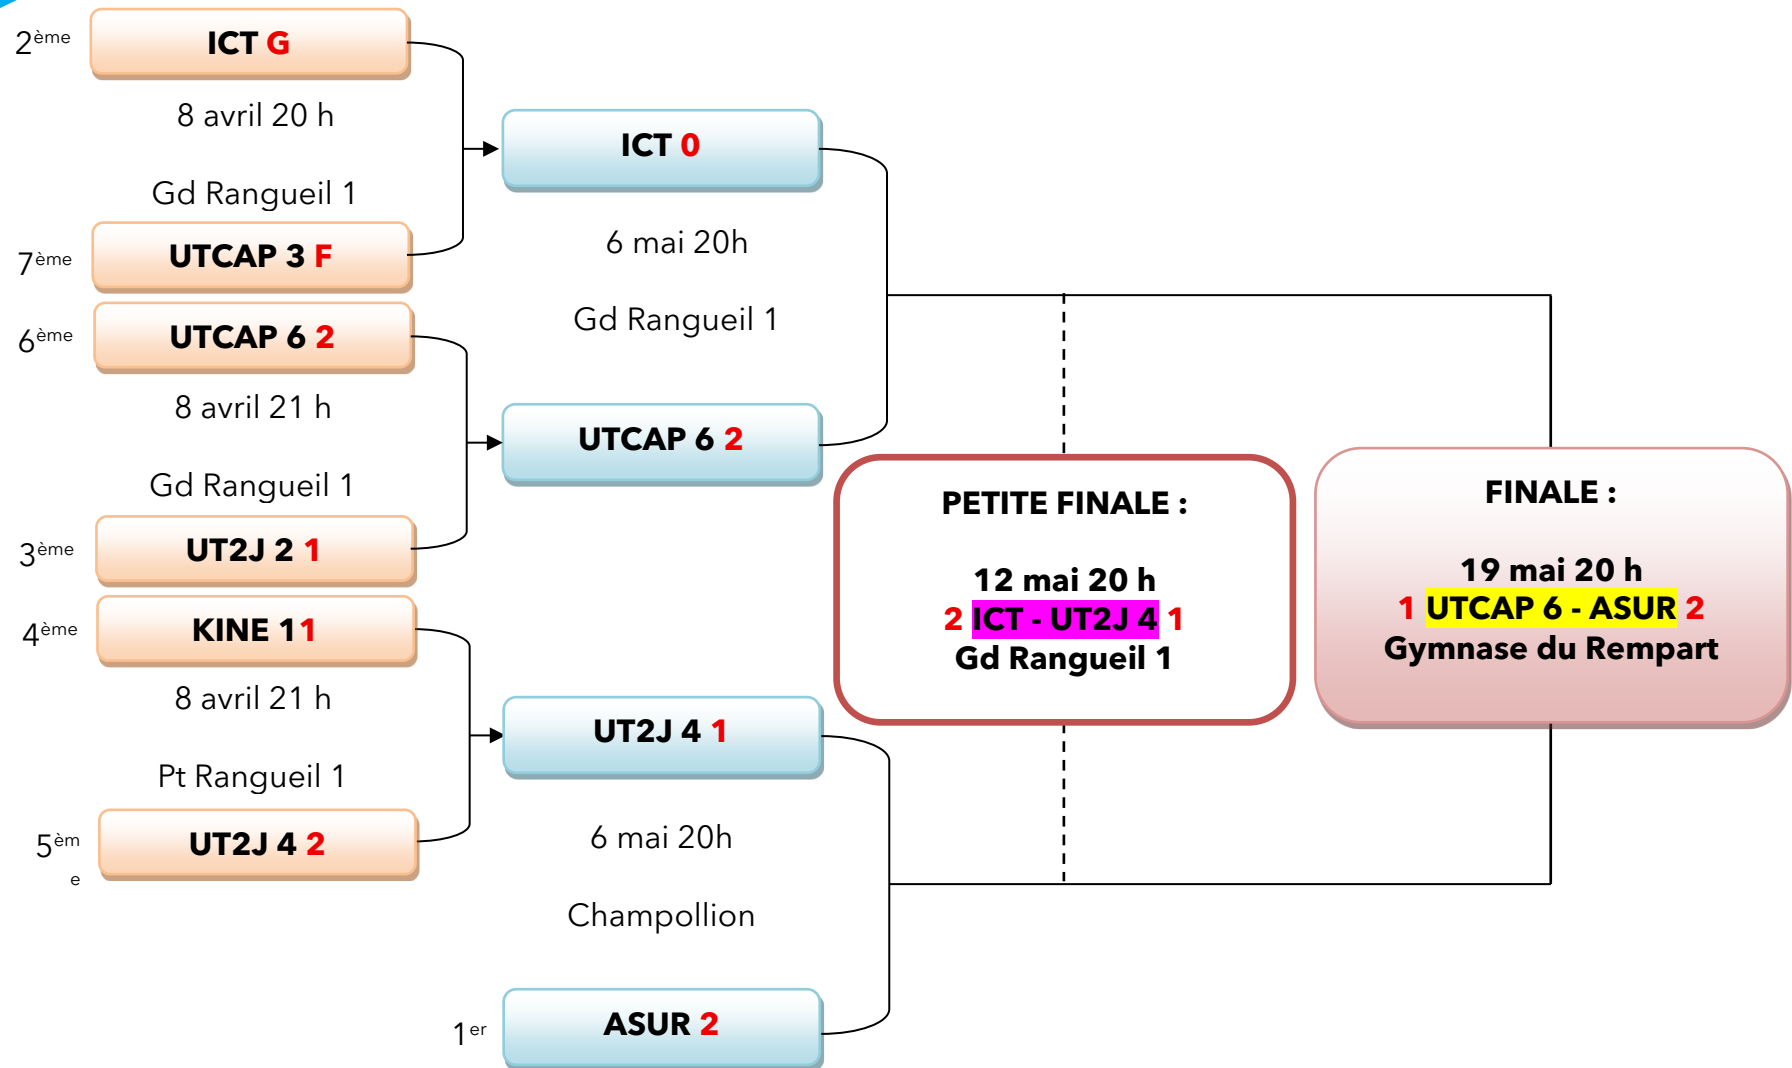 2ème
ICT G
8 avril 20 h
Gd Rangueil 1
7ème
UTCAP 3 F
6ème
UTCAP 6 2
8 avril 21 h
Gd Rangueil 1
3ème
UT2J 2 1
4ème
KINE 11
8 avril 21 h
Pt Rangueil 1
5èm
e
UT2J 4 2
ICT 0
6 mai 20h
Gd Rangueil 1
UTCAP 6 2
UT2J 4 1
6 mai 20h
Champollion
1er
ASUR 2
PETITE FINALE :
12 mai 20 h
2 ICT - UT2J 4 1
Gd Rangueil 1
FINALE :
19 mai 20 h
1 UTCAP 6 - ASUR 2
Gymnase du Rempart